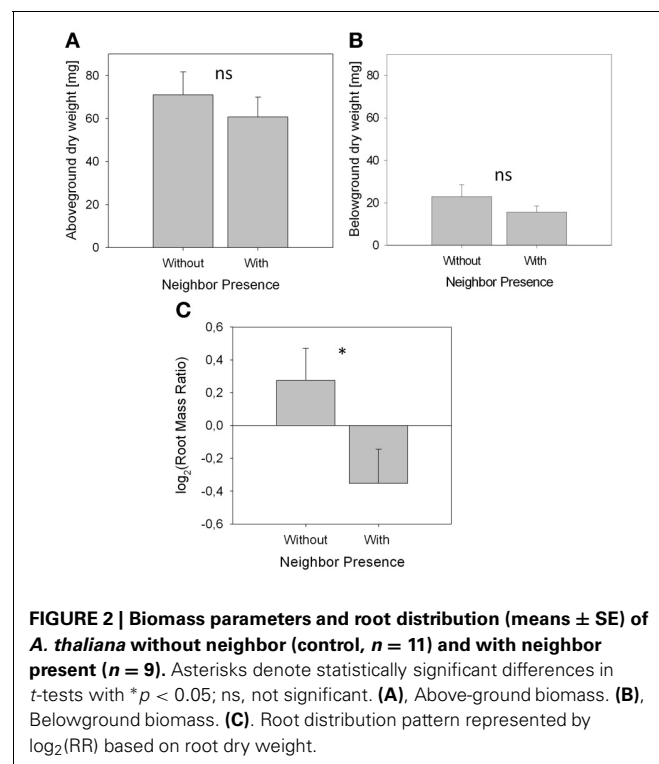 A
B
Aboveground dry weight [mg]
80
60
40
20
0
ns
Without
With
Neighbor Presence
Belowground dry weight [mg]
80
60
40
20
0
ns
Without
With
Neighbor Presence
C
log2(Root Mass Ratio)
0,6
0,4
0,2
0,0
-0,2
-0,4
-0,6
*
Without
With
Neighbor Presence
FIGURE 2 | Biomass parameters and root distribution (means ± SE) of
A. thaliana without neighbor (control, n = 11) and with neighbor
present (n = 9). Asterisks denote statistically significant differences in
t-tests with *p < 0.05; ns, not significant. (A), Above-ground biomass. (B),
Belowground biomass. (C). Root distribution pattern represented by
log2(RR) based on root dry weight.